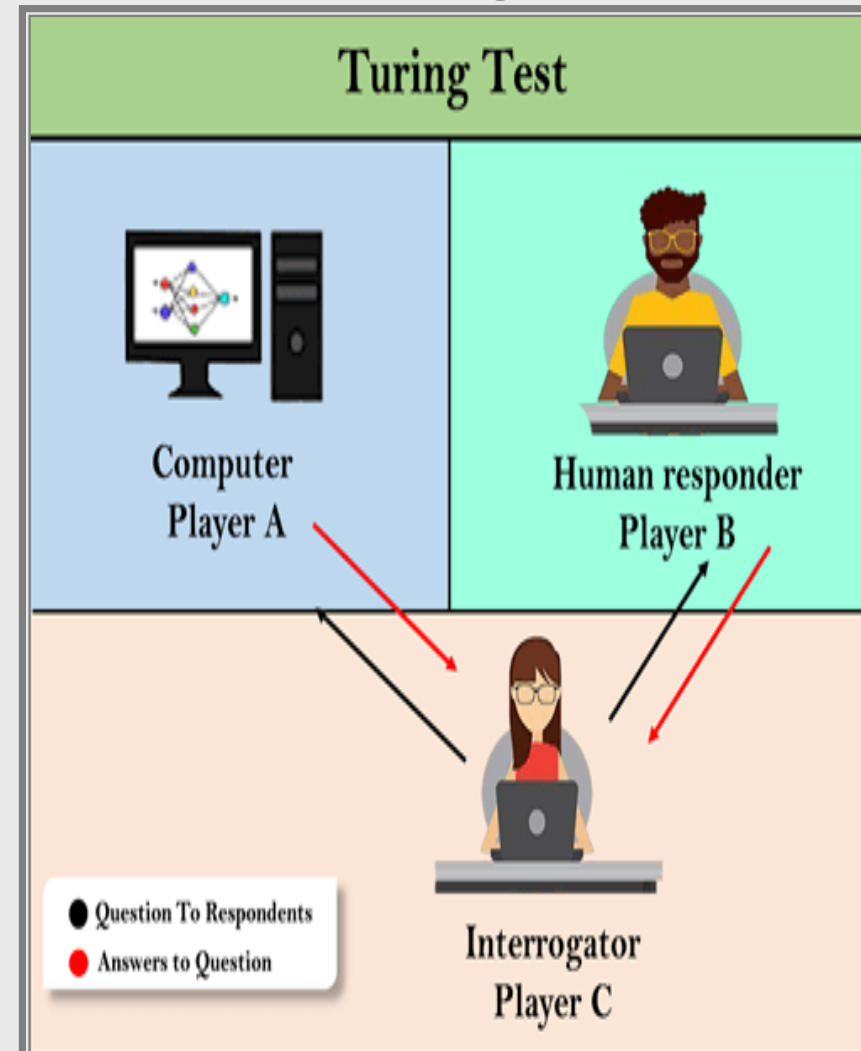 Turing Test
Computer
Player A
Human responder
Player B
Question To Respondents
Answers to Question
Interrogator
Player C